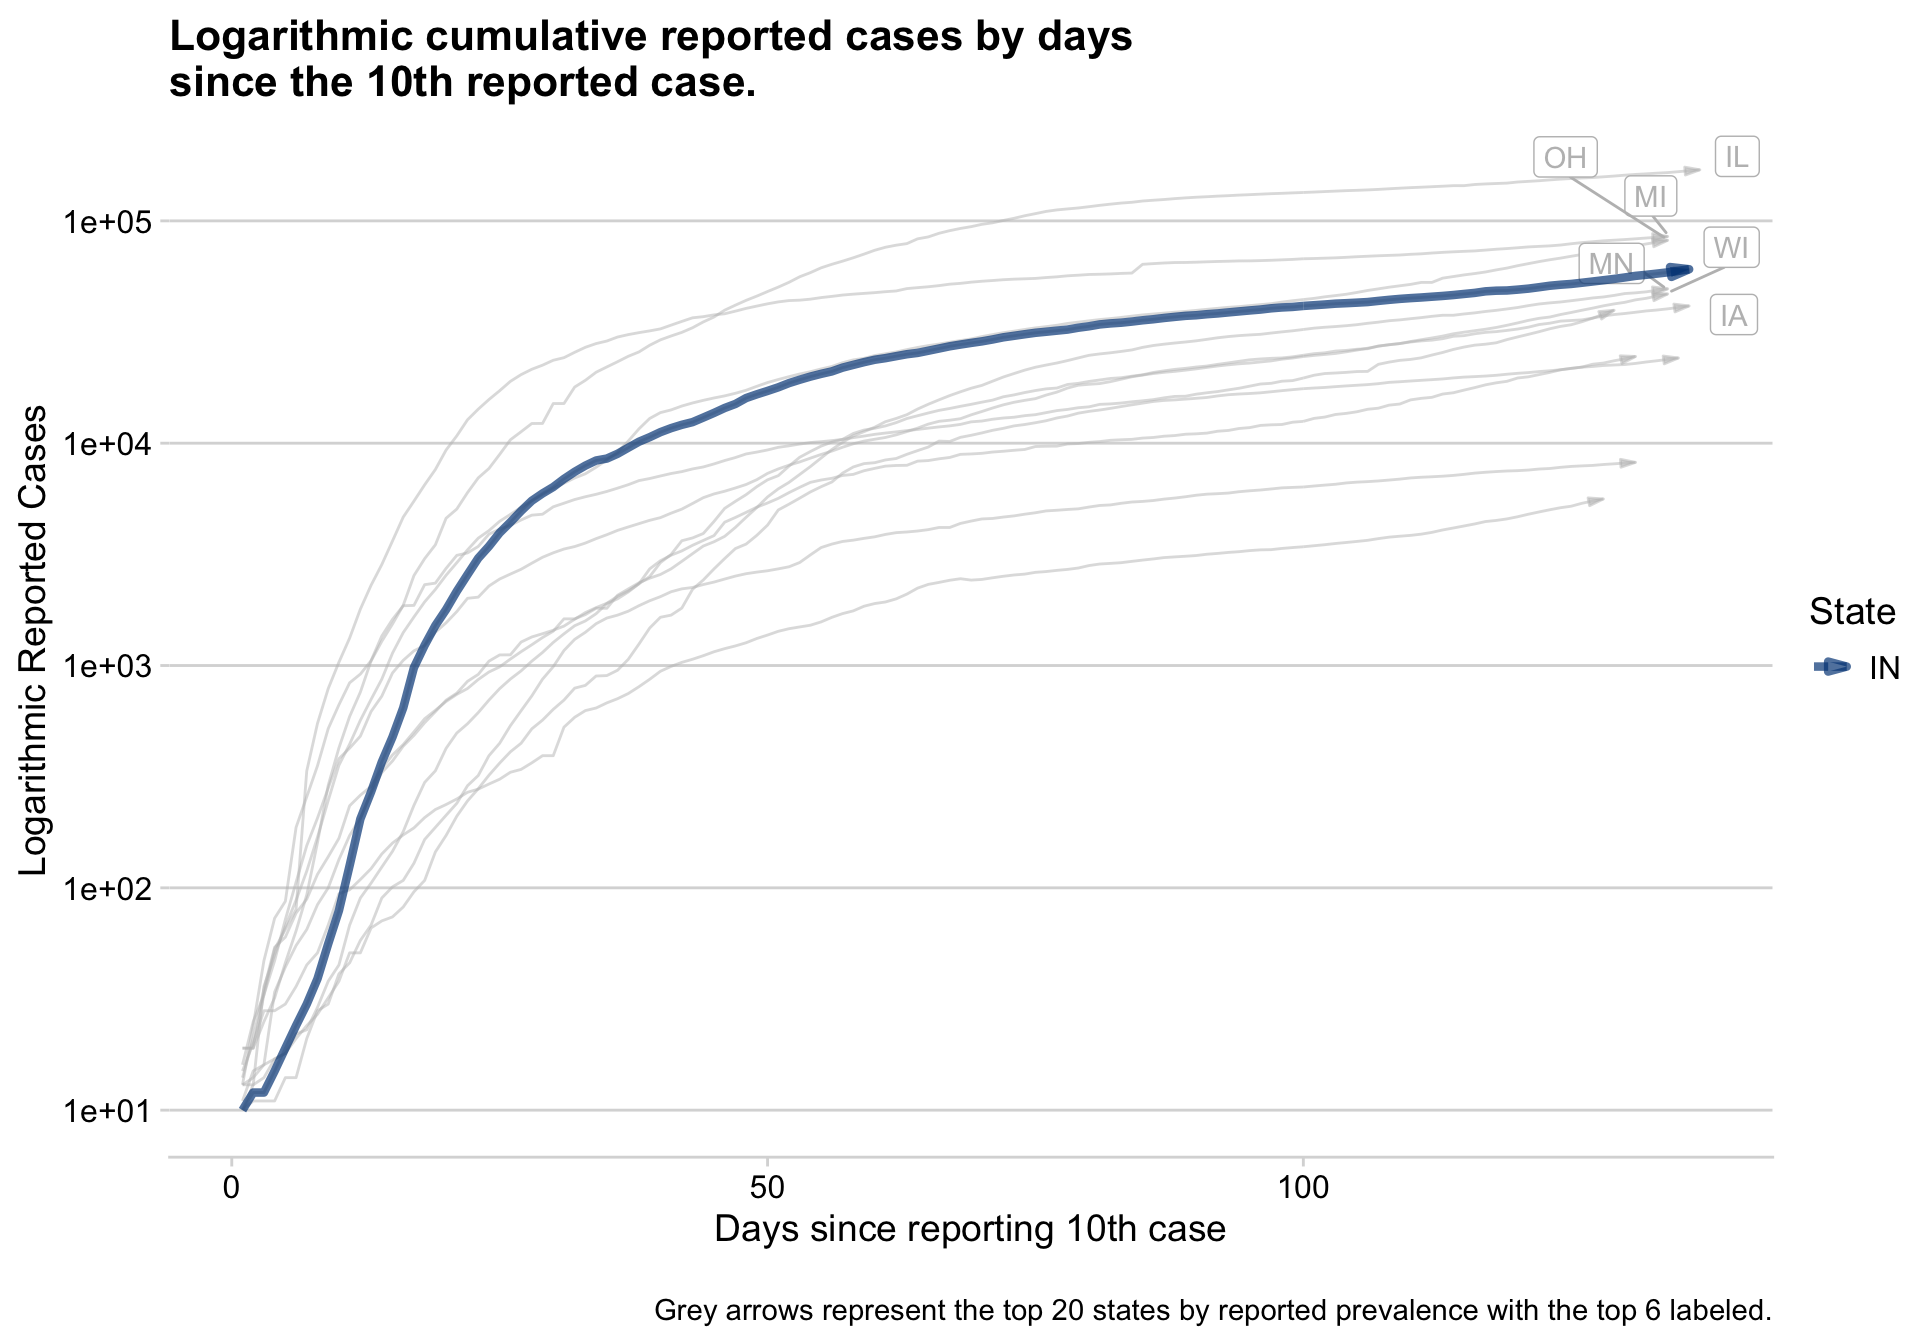 Logarithmic cumulative reported cases by days
since the 10th reported case.
OH
IL
MI
WI
MN
IA
1e+05
1e+04
1e+03
1e+02
1e+01
Logarithmic Reported Cases
State
IN
0
50
100
Days since reporting 10th case
Grey arrows represent the top 20 states by reported prevalence with the top 6 labeled.